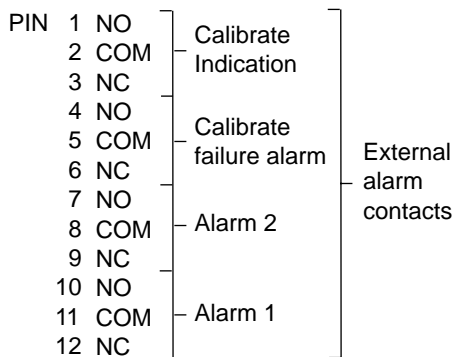 PIN 1 NO
2 COM
3 NC
4 NO
5 COM
6 NC
7 NO
8 COM
9 NC
10 NO
11 COM
12 NC
Calibrate
Indication
Calibrate
failure alarm
Alarm 2
Alarm 1
External
alarm
contacts